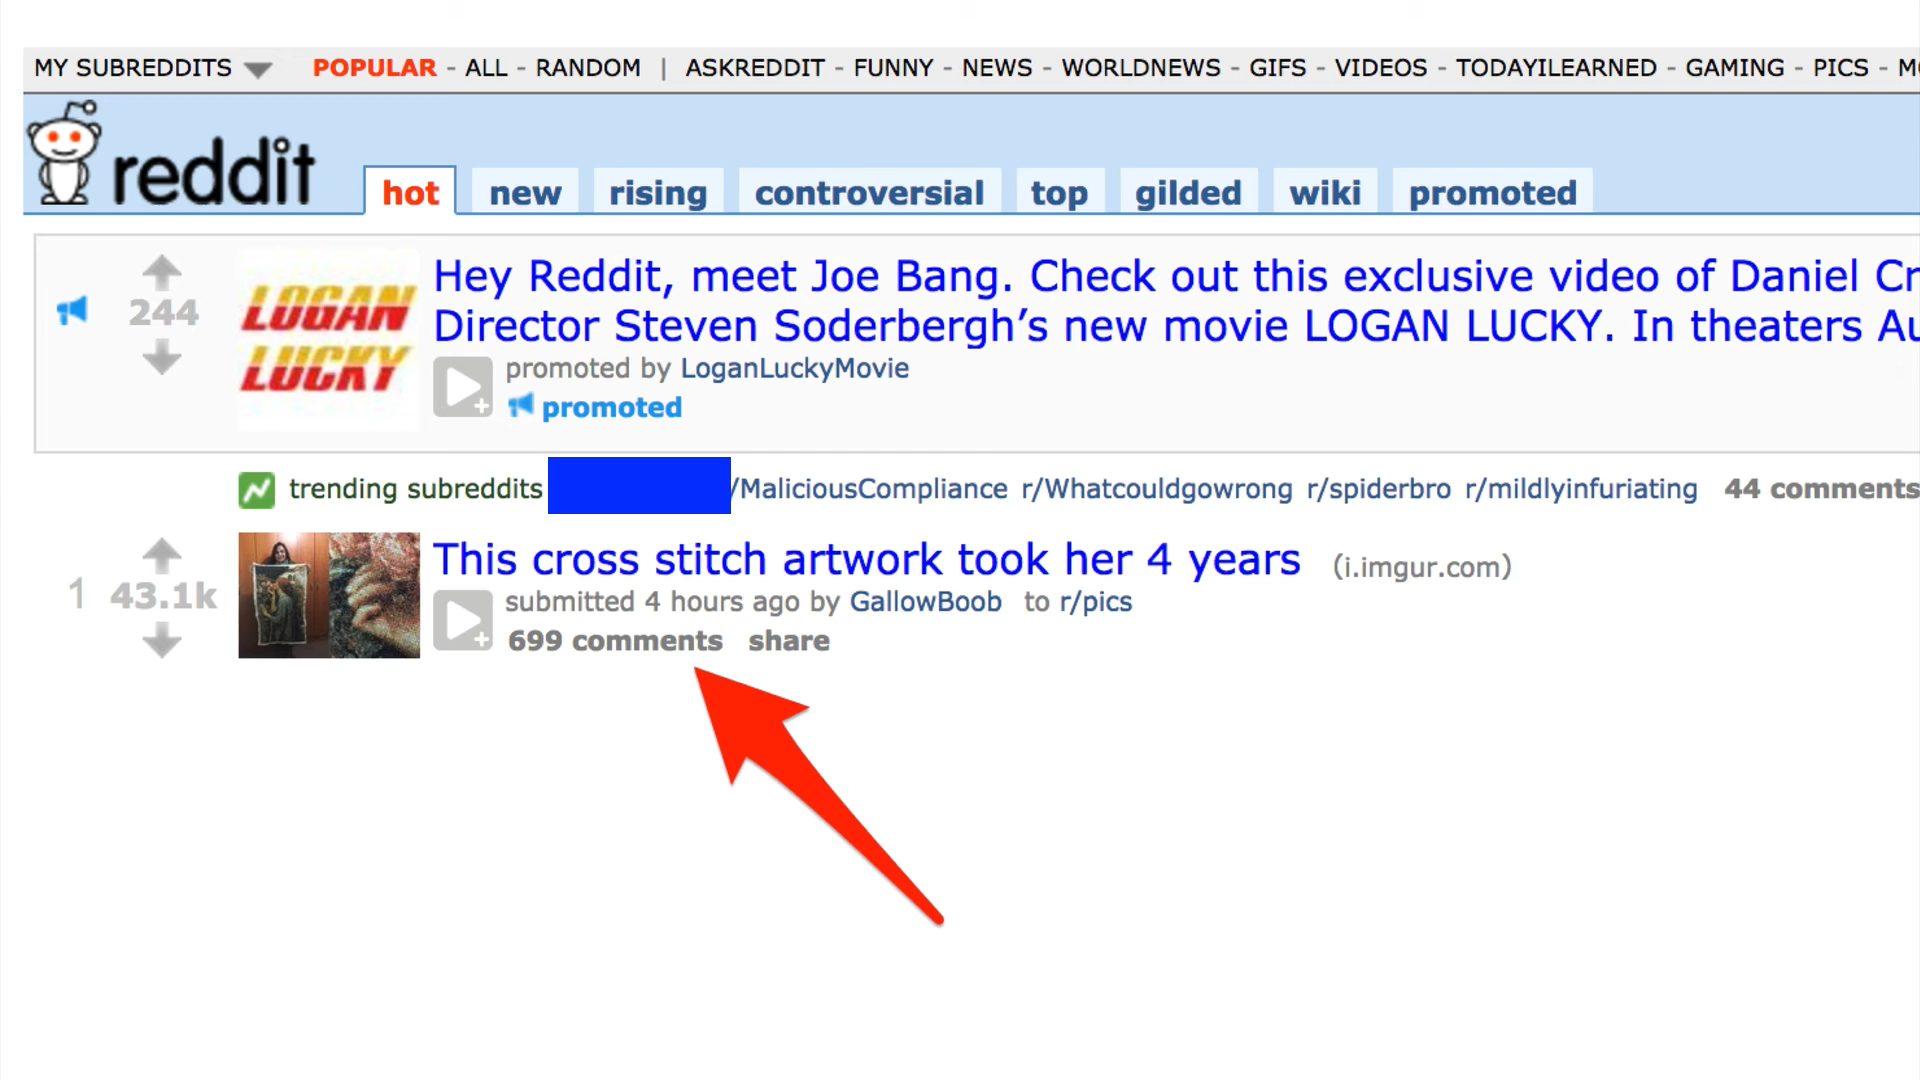 MY SUBREDDITS POPULAR - ALL - RANDOM | ASKREDDIT - FUNNY - NEWS - WORLDNEWS - GIFS - VIDEOS - TODAYILEARNED - GAMING - PICS -
reddit hot new rising controversial top gilded wiki promoted
Hey Reddit, meet Joe Bang. Check out this exclusive video of Daniel
244
LOGAN
LUCKY
Director Steven Soderbergh’s new movie LOGAN LUCKY. In theaters
promoted by LoganLuckyMovie
promoted
trending subreddits /MaliciousCompliance r/Whatcouldgowrong r/spiderbro r/mildlyinfuriating 44 comments
1 43.1k
This cross stitch artwork took her 4 years (i.imgur.com)
submitted 4 hours ago by GallowBoob to r/pics
699 comments share